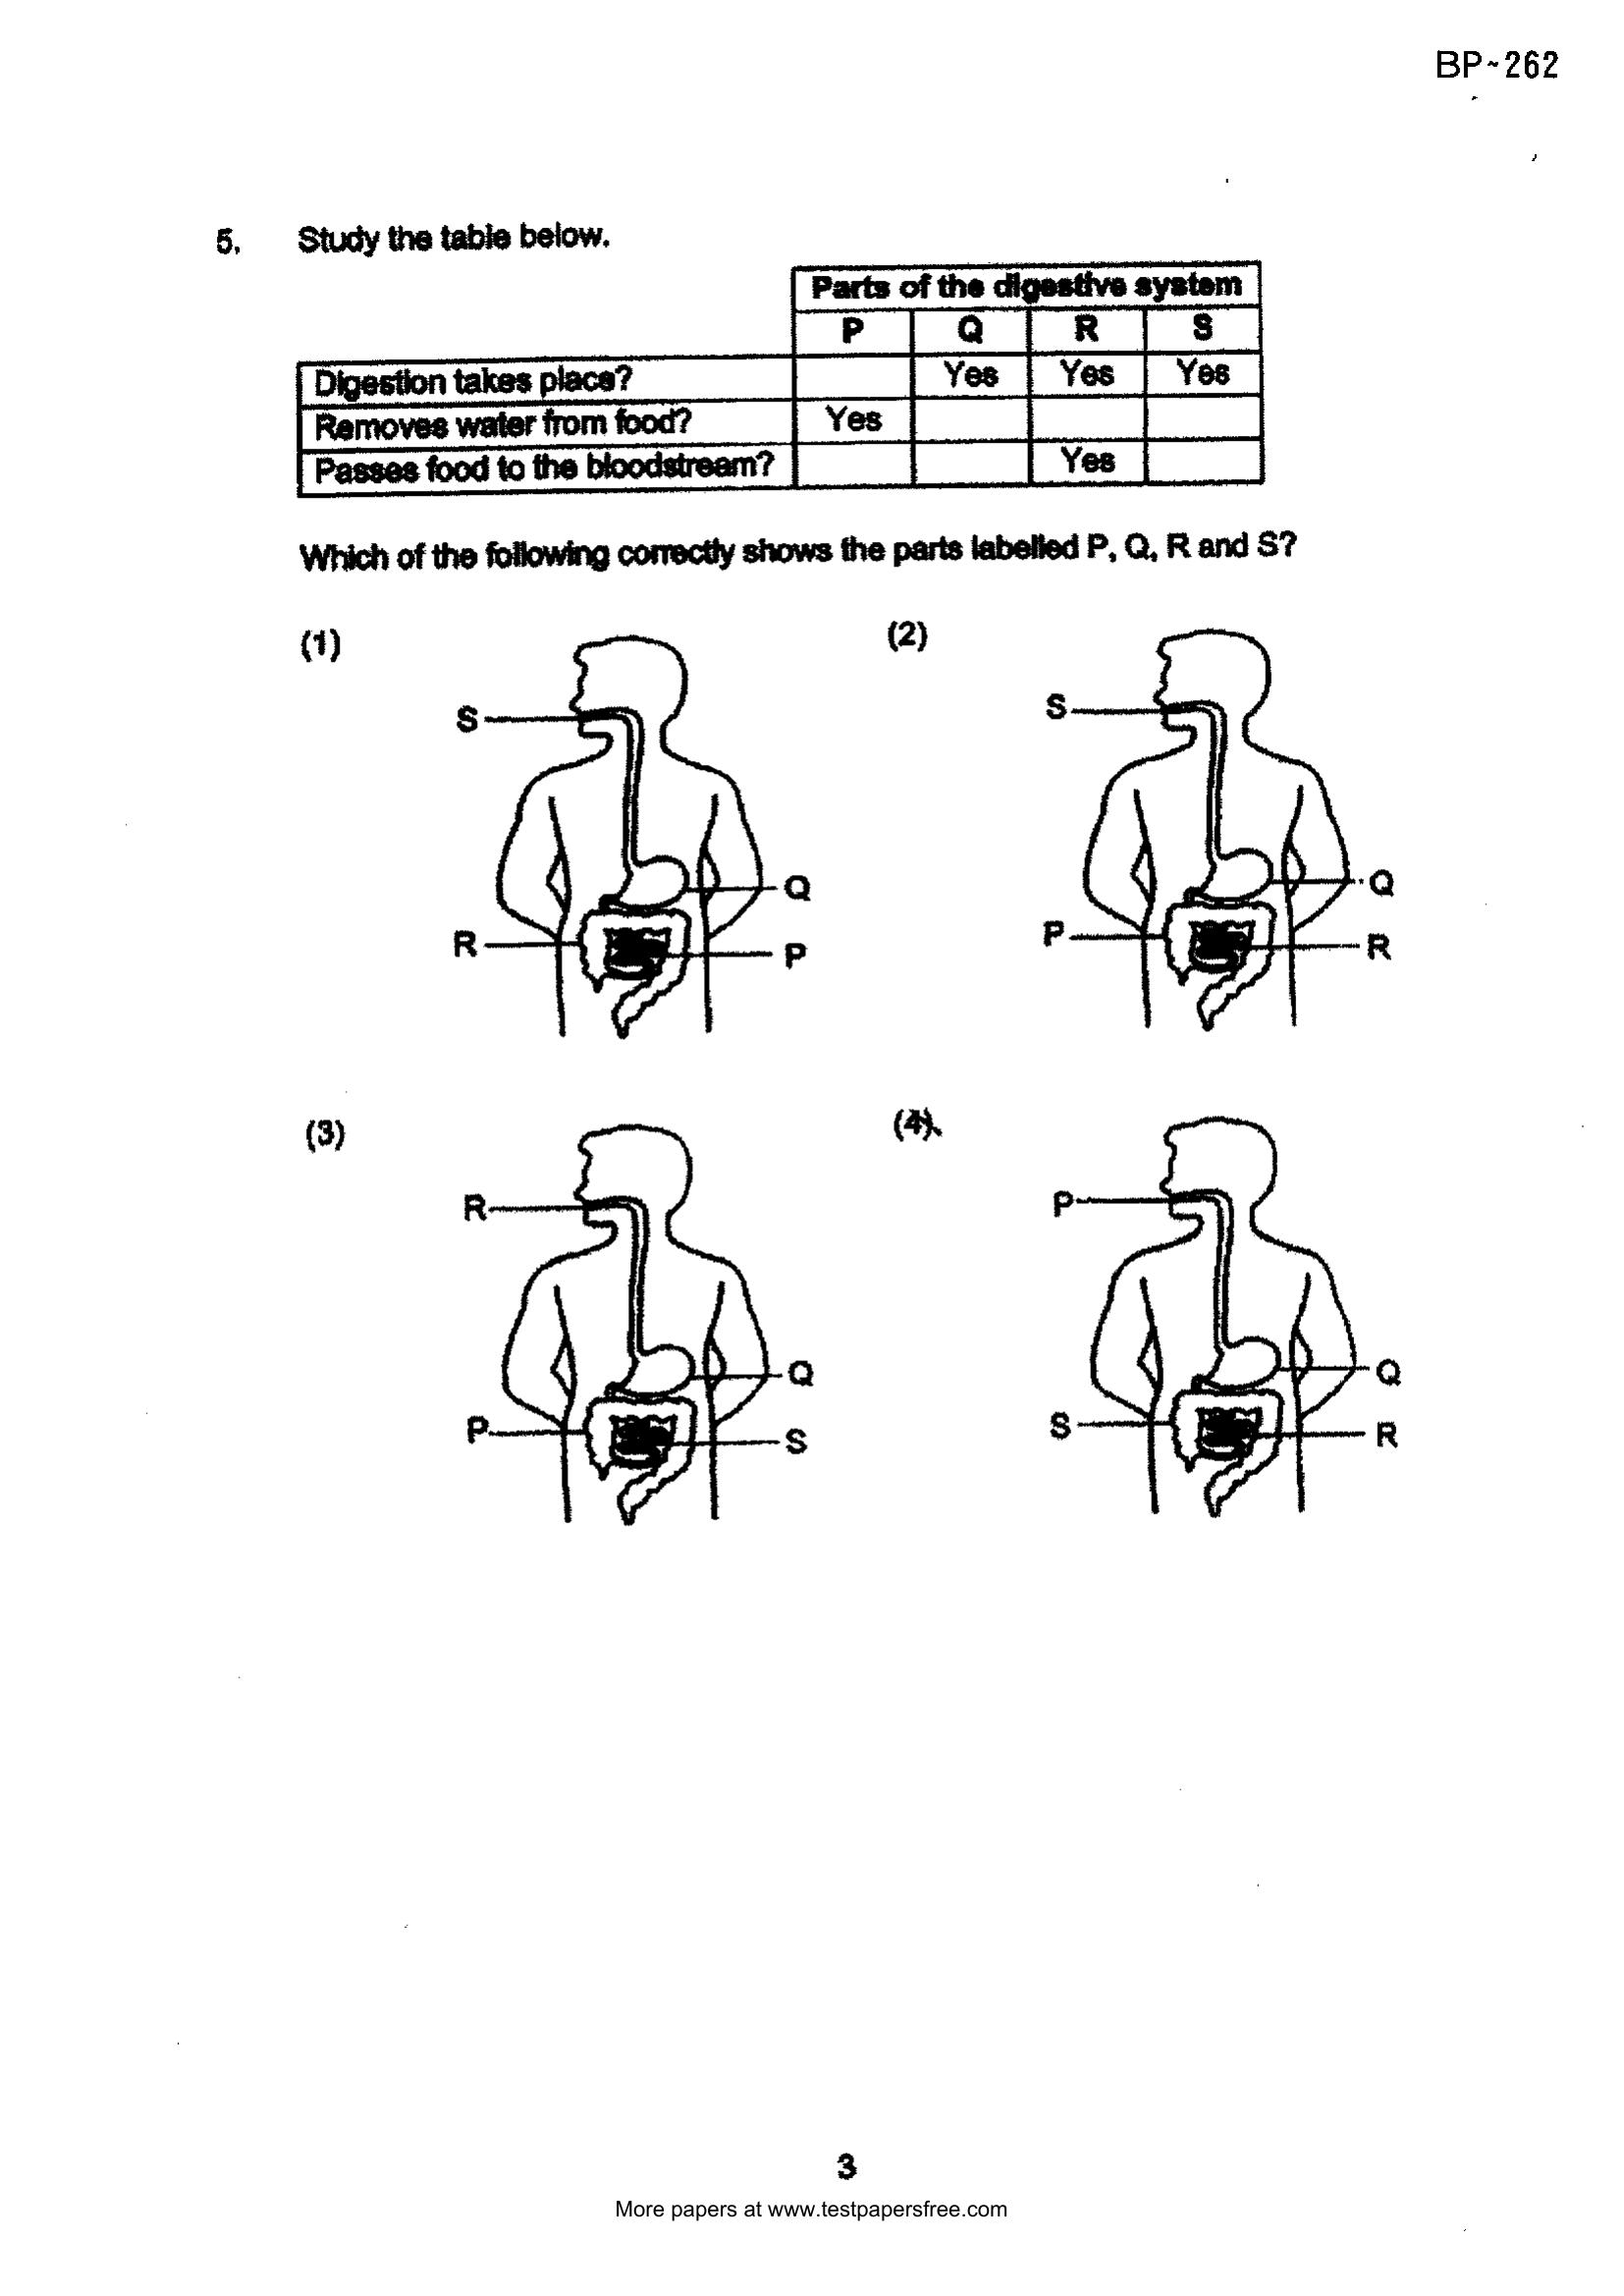 BP~262
5. Study the table below.
Parts of the digestive system
P Q R S
Digestion takes place? Yes Yes Yes
Removes water from food? Yes
Passes food to the bloodstream? Yes
Which of the following correctly shows the parts labelled P, Q, R and S?
(1) (2)
S S
Q Q
R P P R
(3) (4)
R P
Q Q
P S S R
3
More papers at www.testpapersfree.com